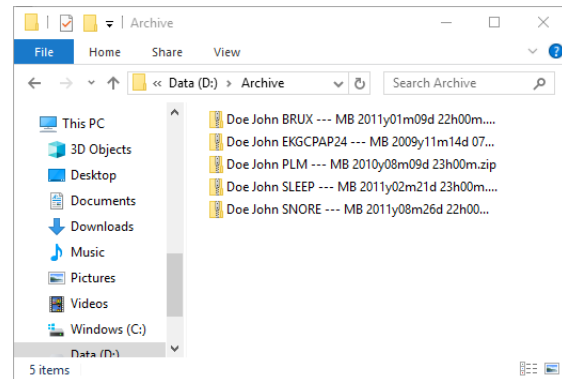 Archive
File Home Share View
« Data (D:) › Archive Search Archive
This PC
3D Objects
Desktop
Documents
Downloads
Music
Pictures
Videos
Windows (C:)
Data (D:)
Doe John BRUX --- MB 2011y01m09d 22h00m....
Doe John EKGCPAP24 --- MB 2009y11m14d 07...
Doe John PLM --- MB 2010y08m09d 23h00m.zip
Doe John SLEEP --- MB 2011y02m21d 23h00m....
Doe John SNORE --- MB 2011y08m26d 22h00...
5 items